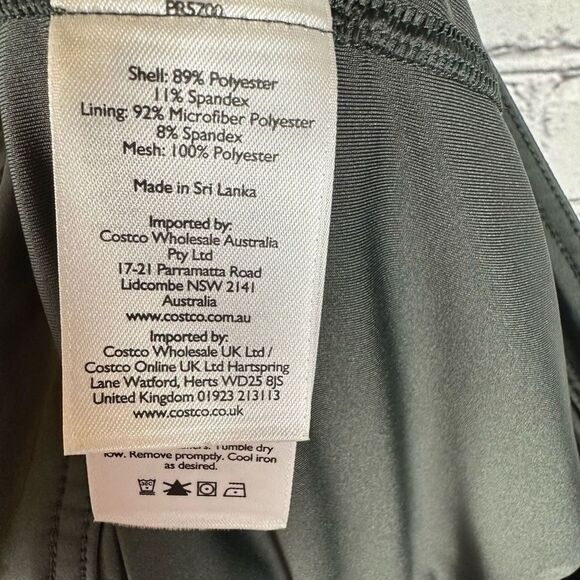 PR5700
Shell: 89% Polyester
11% Spandex
Lining: 92% Microfiber Polyester
8% Spandex
Mesh: 100% Polyester
Made in Sri Lanka
Imported by:
Costco Wholesale Australia
Pty Ltd
17-21 Parramatta Road
Lidcombe NSW 2141
Australia
www.costco.com.au
Imported by:
Costco Wholesale UK Ltd /
Costco Online UK Ltd Hartspring
Lane Watford, Herts WD25 8JS
United Kingdom 01923 213113
www.costco.co.uk
Tumble dry
low. Remove promptly. Cool iron
as desired.